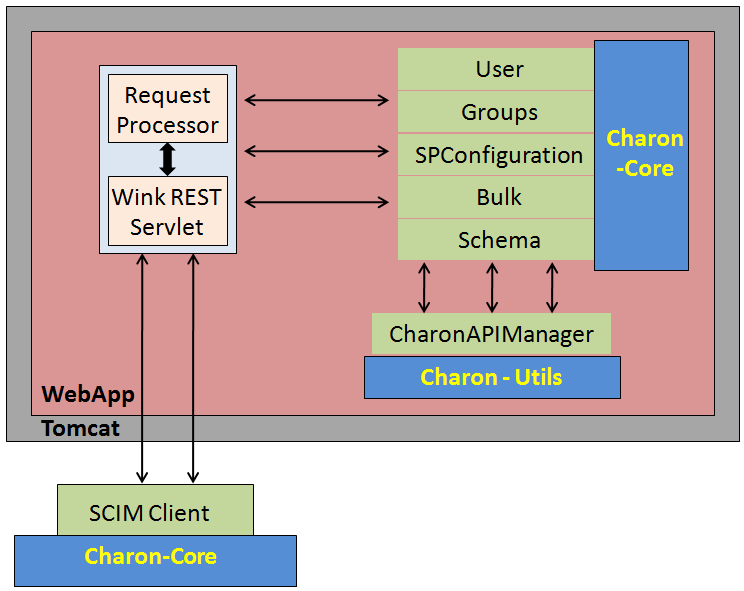 Request
Processor
Wink REST
Servlet
User
Groups
SPConfiguration
Bulk
Schema
Charon
-Core
CharonAPIManager
Charon - Utils
WebApp
Tomcat
SCIM Client
Charon-Core